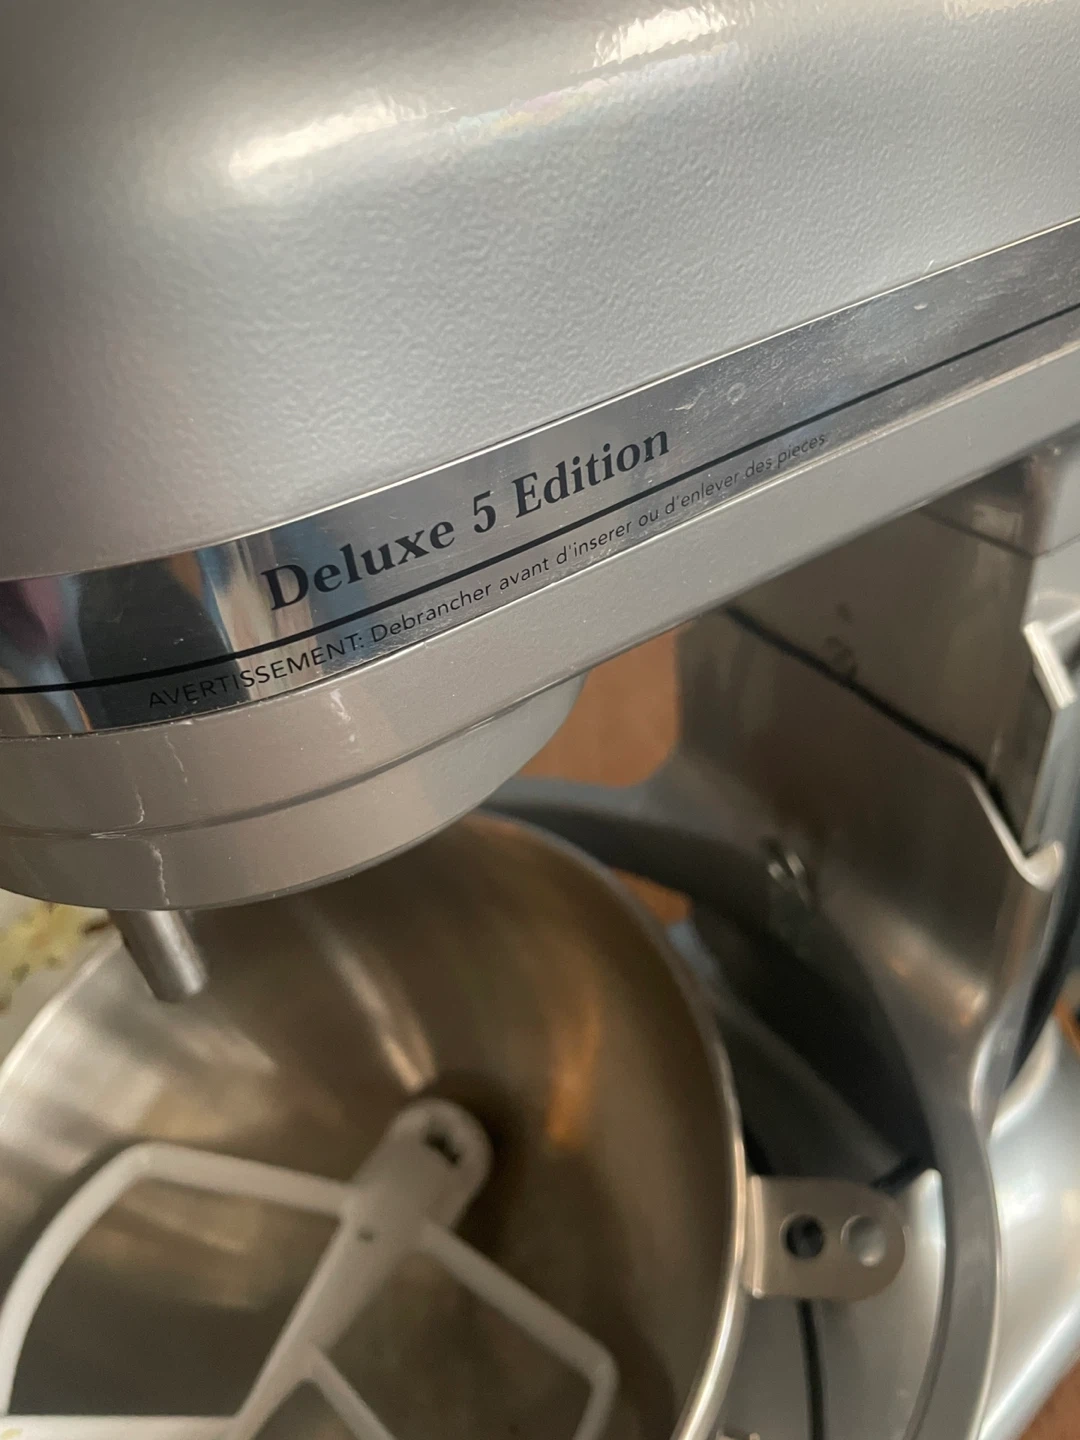 Deluxe 5 Edition
AVERTISSEMENT: Debrancher avant d'inserer ou d'enlever des pieces.